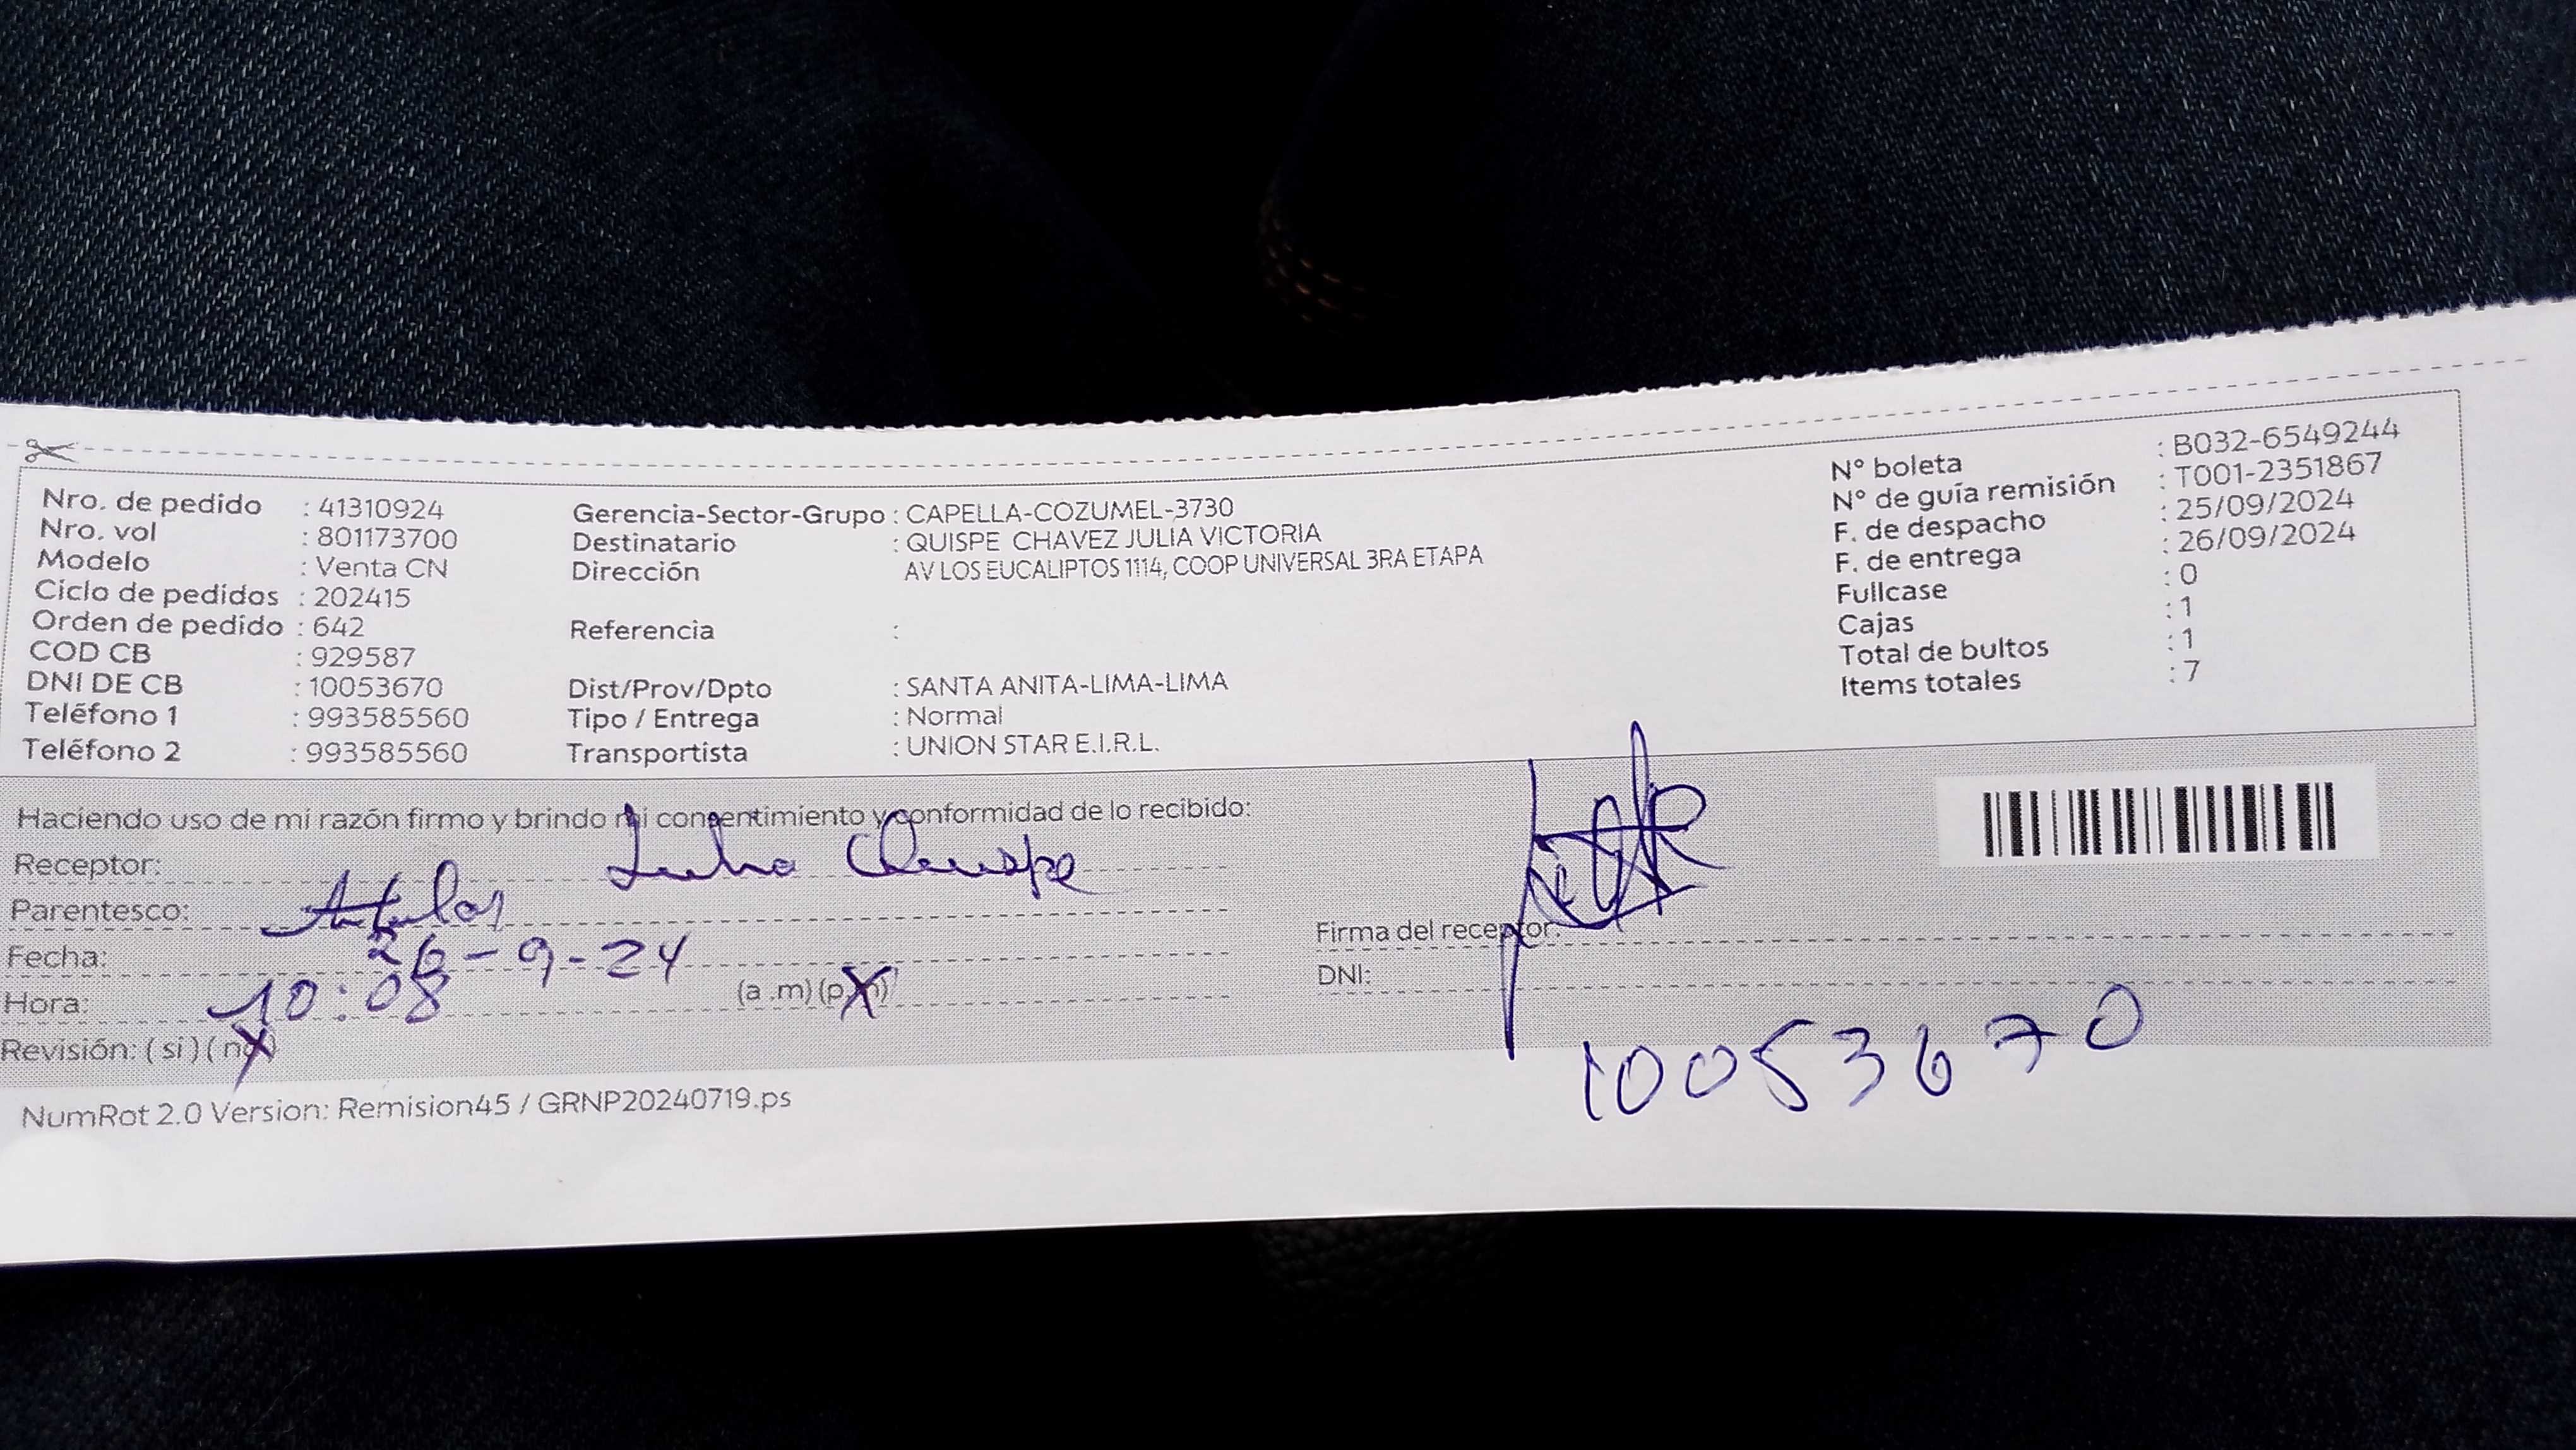 Nro. de pedido : 41310924
Nro. vol : 801173700
Modelo : Venta CN
Ciclo de pedidos : 202415
Orden de pedido : 642
COD CB : 929587
DNI DE CB : 10053670
Teléfono 1 : 993585560
Teléfono 2 : 993585560
Gerencia-Sector-Grupo : CAPELLA-COZUMEL-3730
Destinatario : QUISPE CHAVEZ JULIA VICTORIA
Dirección AV LOS EUCALIPTOS 1114, COOP UNIVERSAL 3RA ETAPA
Referencia :
Dist/Prov/Dpto : SANTA ANITA-LIMA-LIMA
Tipo / Entrega : Normal
Transportista : UNION STAR E.I.R.L.
N° boleta : B032-6549244
N° de guía remisión : T001-2351867
F. de despacho : 25/09/2024
F. de entrega : 26/09/2024
Fullcase : 0
Cajas : 1
Total de bultos : 1
Items totales : 7
Haciendo uso de mi razón firmo y brindo mi consentimiento y conformidad de lo recibido:
Receptor: Julia Quispe
Parentesco:
Fecha: 26-9-24
Hora: 10:08 (a .m) (p.m)
Revisión: ( si ) ( no )
Firma del receptor:
DNI:
10053670
NumRot 2.0 Version: Remision45 / GRNP20240719.ps